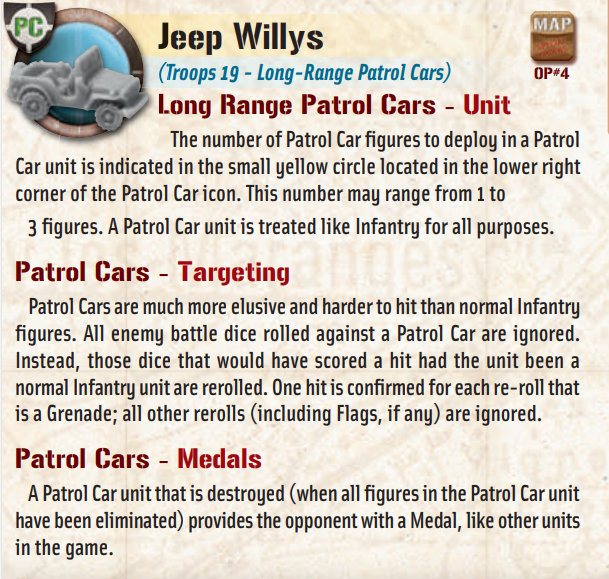 PC
Jeep Willys
MAP
(Troops 19 - Long-Range Patrol Cars)
OP#4
Long Range Patrol Cars - Unit
The number of Patrol Car figures to deploy in a Patrol
Car unit is indicated in the small yellow circle located in the lower right
corner of the Patrol Car icon. This number may range from 1 to
3 figures. A Patrol Car unit is treated like Infantry for all purposes.
Patrol Cars - Targeting
Patrol Cars are much more elusive and harder to hit than normal Infantry
figures. All enemy battle dice rolled against a Patrol Car are ignored.
Instead, those dice that would have scored a hit had the unit been a
normal Infantry unit are rerolled. One hit is confirmed for each re-roll that
is a Grenade; all other rerolls (including Flags, if any) are ignored.
Patrol Cars - Medals
A Patrol Car unit that is destroyed (when all figures in the Patrol Car unit
have been eliminated) provides the opponent with a Medal, like other units
in the game.